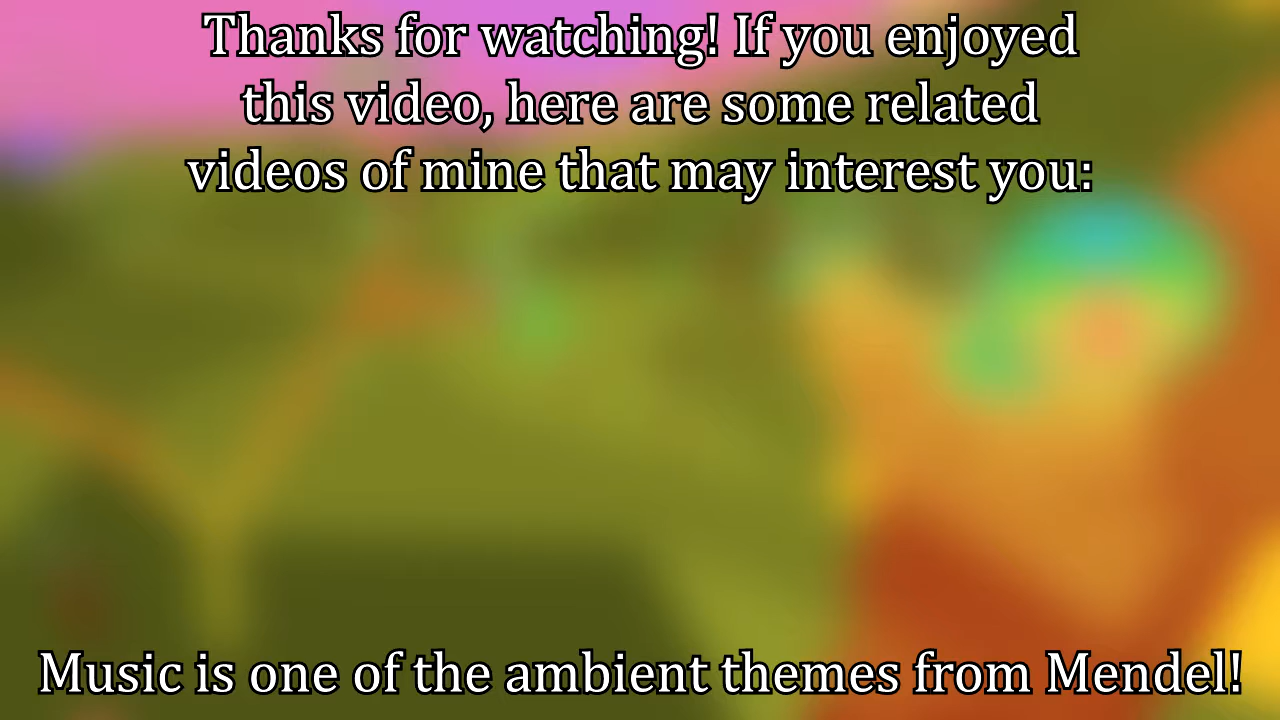 Thanks for watching! If you enjoyed
this video, here are some related
videos of mine that may interest you:
Music is one of the ambient themes from Mendel!